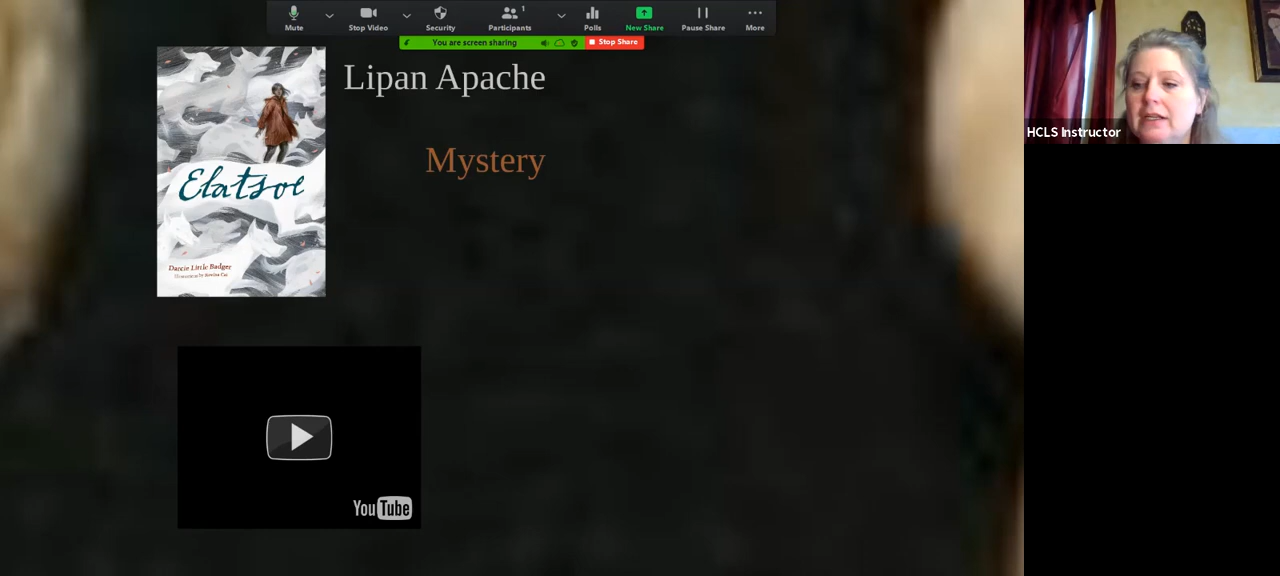 Mute
Stop Video
Security
Participants
1
Polls
New Share
Pause Share
More
You are screen sharing
Stop Share
Lipan Apache
Mystery
Elatsoe
Darcie Little Badger
HCLS Instructor
YouTube